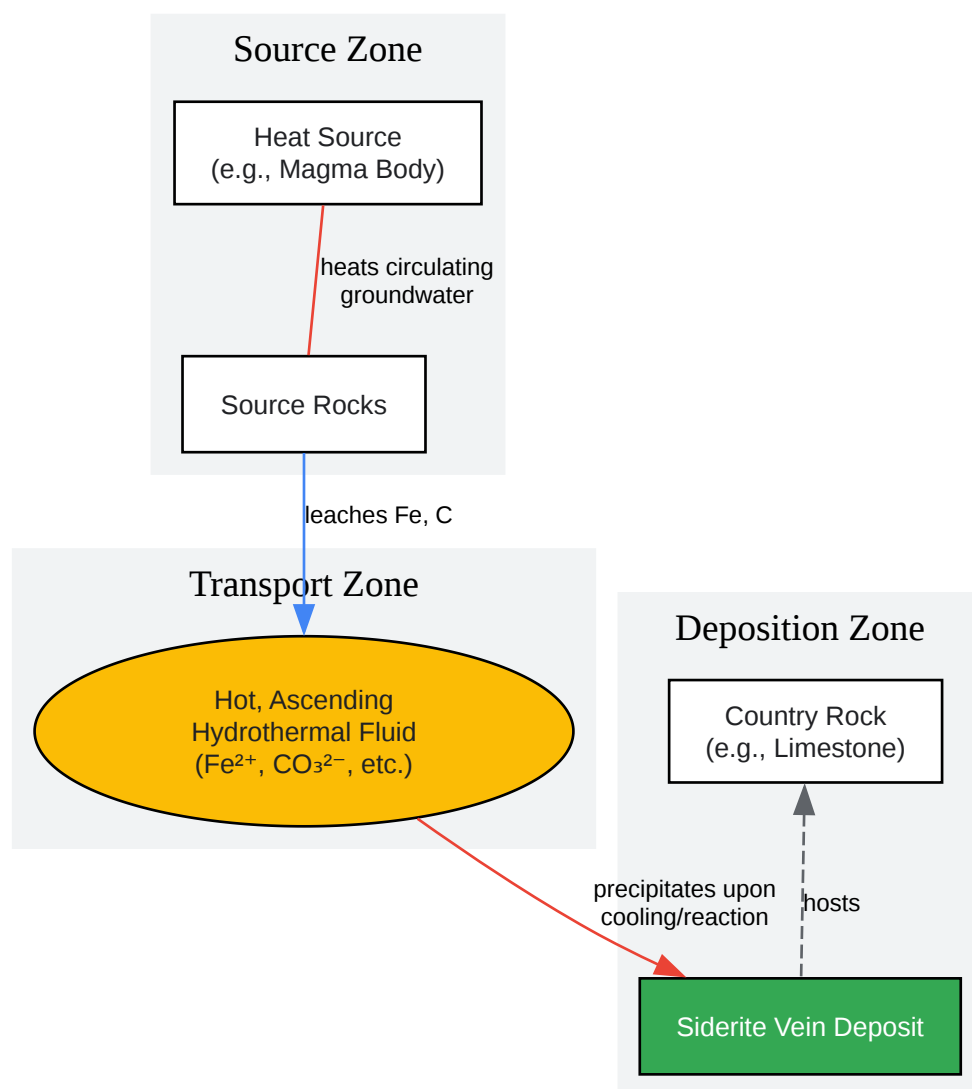 Source Zone
Heat Source
(e.g., Magma Body)
heats circulating
groundwater
Source Rocks
leaches Fe, C
Transport Zone
Hot, Ascending
Hydrothermal Fluid
(Fe²⁺, CO₃²⁻, etc.)
Deposition Zone
Country Rock
(e.g., Limestone)
precipitates upon
cooling/reaction
hosts
Siderite Vein Deposit